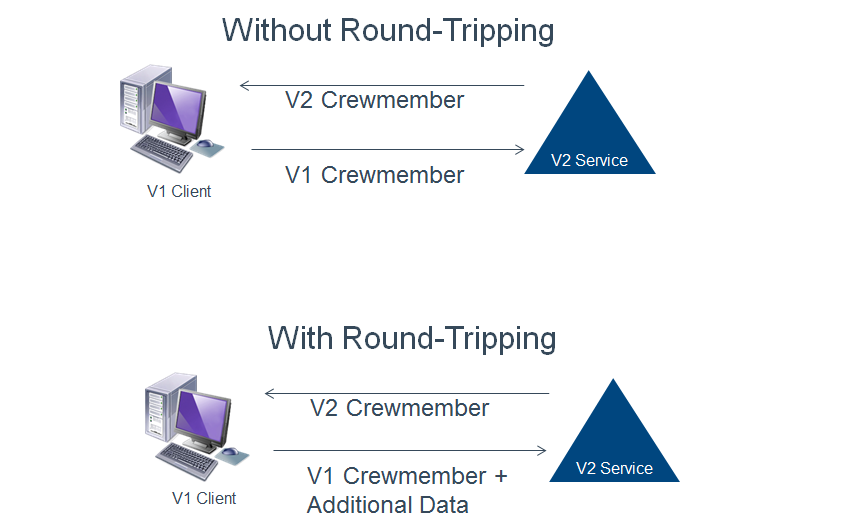 Without Round-Tripping
V2 Crewmember
V2 Service
V1 Crewmember
V1 Client
With Round-Tripping
V2 Crewmember
V2 Service
V1 Crewmember +
Additional Data
V1 Client